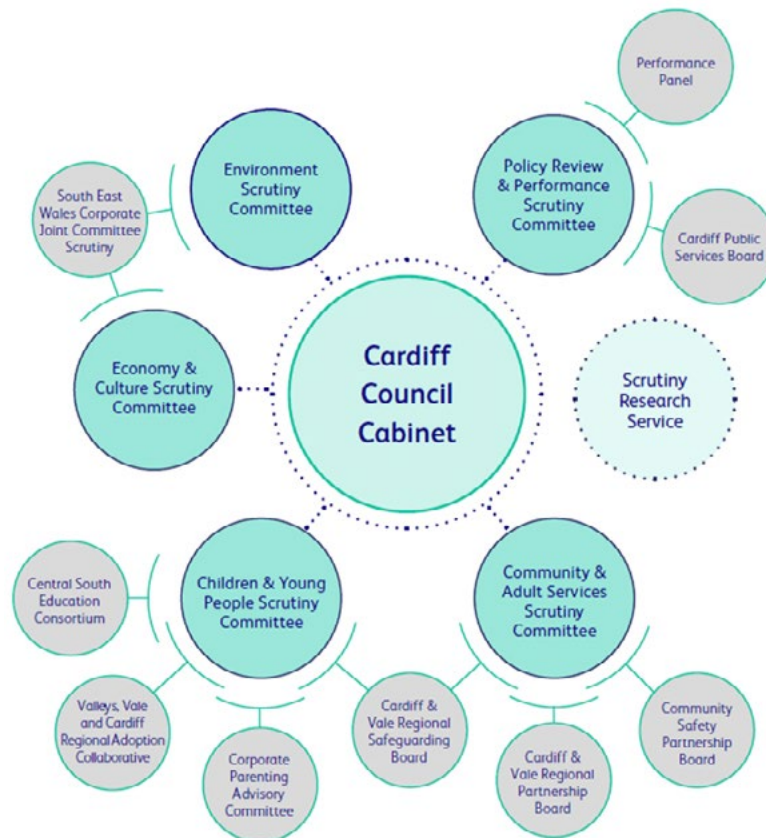 Performance
Panel
Environment
Scrutiny
Committee
Policy Review
& Performance
Scrutiny
Committee
South East
Wales Corporate
Joint Committee
Scrutiny
Cardiff Public
Services Board
Cardiff
Council
Cabinet
Economy &
Culture Scrutiny
Committee
Scrutiny
Research
Service
Central South
Education
Consortium
Children & Young
People Scrutiny
Committee
Community &
Adult Services
Scrutiny
Committee
Valleys, Vale
and Cardiff
Regional Adoption
Collaborative
Corporate
Parenting
Advisory
Committee
Cardiff &
Vale Regional
Safeguarding
Board
Cardiff &
Vale Regional
Partnership
Board
Community
Safety
Partnership
Board